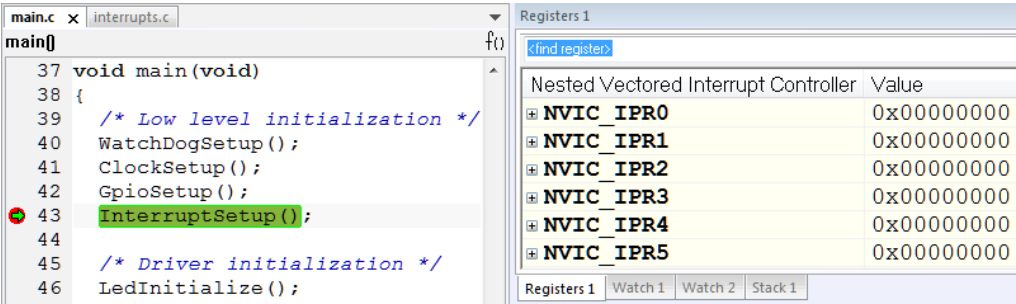 main.c x interrupts.c
main() f()
37 void main(void)
38 {
39 /* Low level initialization */
40 WatchDogSetup();
41 ClockSetup();
42 GpioSetup();
43 InterruptSetup();
44
45 /* Driver initialization */
46 LedInitialize();
Registers 1
<find register>
Nested Vectored Interrupt Controller Value
NVIC_IPR0 0x00000000
NVIC_IPR1 0x00000000
NVIC_IPR2 0x00000000
NVIC_IPR3 0x00000000
NVIC_IPR4 0x00000000
NVIC_IPR5 0x00000000
Registers 1 Watch 1 Watch 2 Stack 1